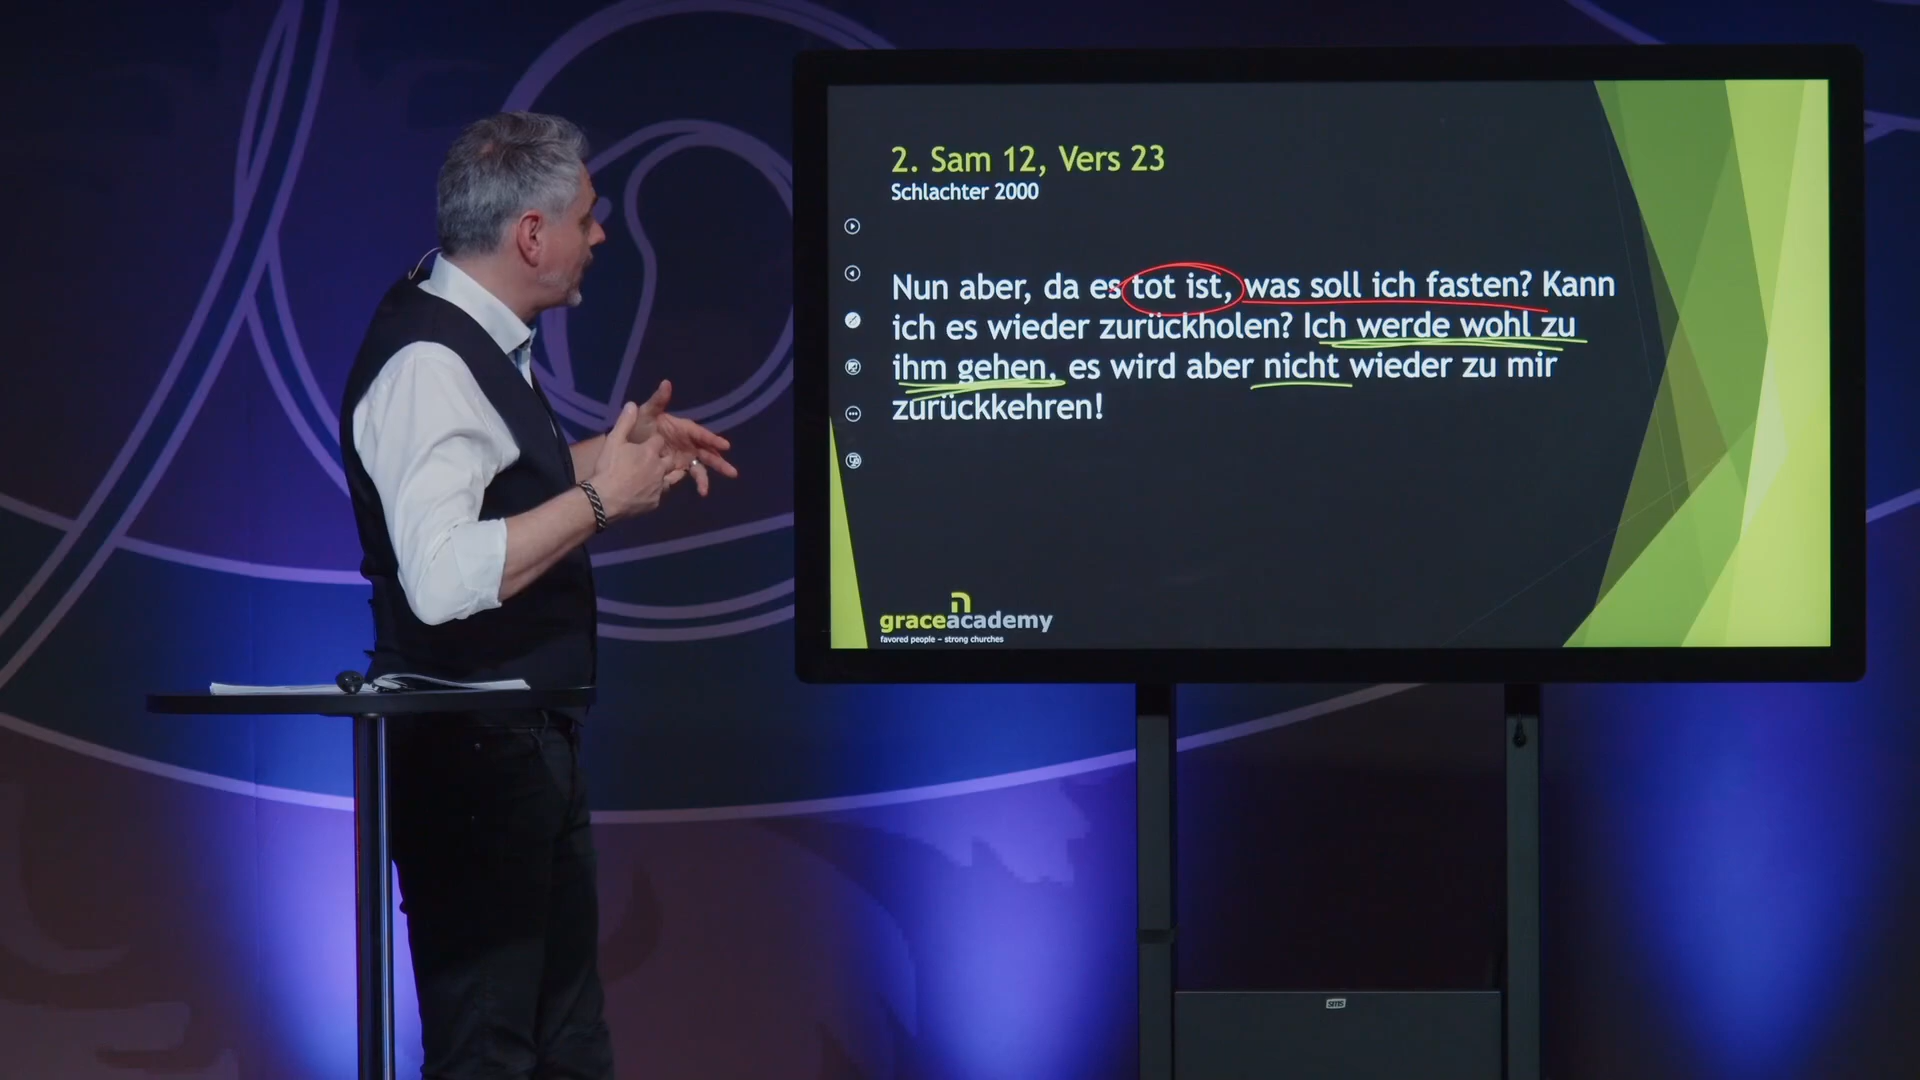 2. Sam 12, Vers 23
Schlachter 2000
Nun aber, da es tot ist, was soll ich fasten? Kann
ich es wieder zurückholen? Ich werde wohl zu
ihm gehen, es wird aber nicht wieder zu mir
zurückkehren!
graceacademy
favored people – strong churches
sms